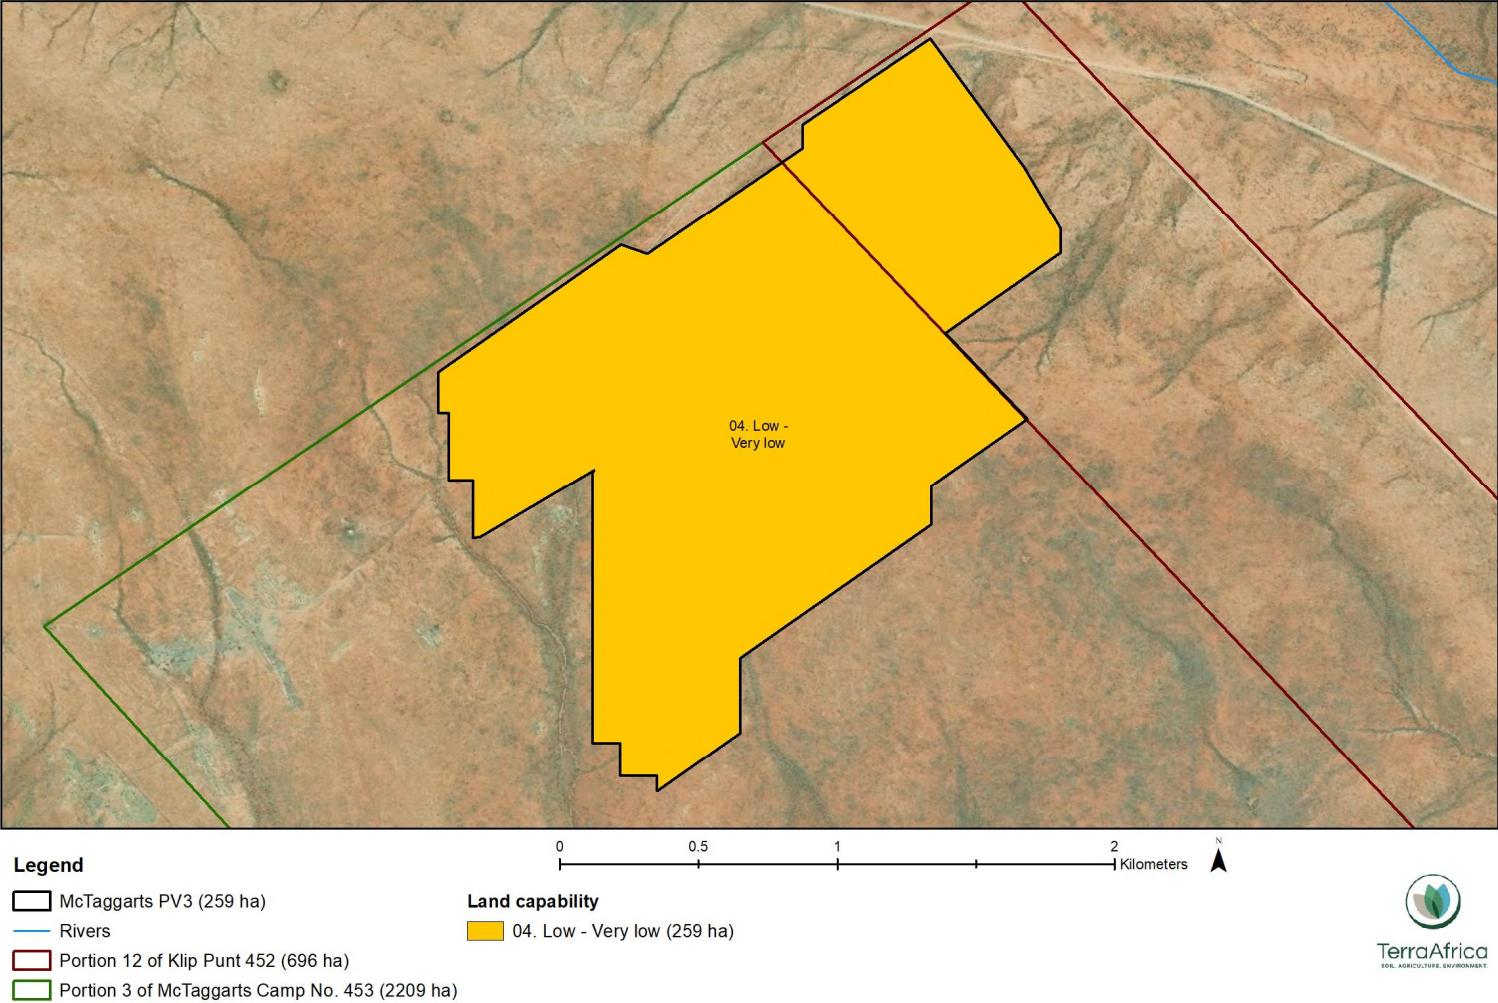 04. Low -
Very low
0
0.5
1
2
Kilometers
N
Legend
McTaggarts PV3 (259 ha)
Rivers
Portion 12 of Klip Punt 452 (696 ha)
Portion 3 of McTaggarts Camp No. 453 (2209 ha)
Land capability
04. Low - Very low (259 ha)
TerraAfrica
SOIL. AGRICULTURE. ENVIRONMENT.